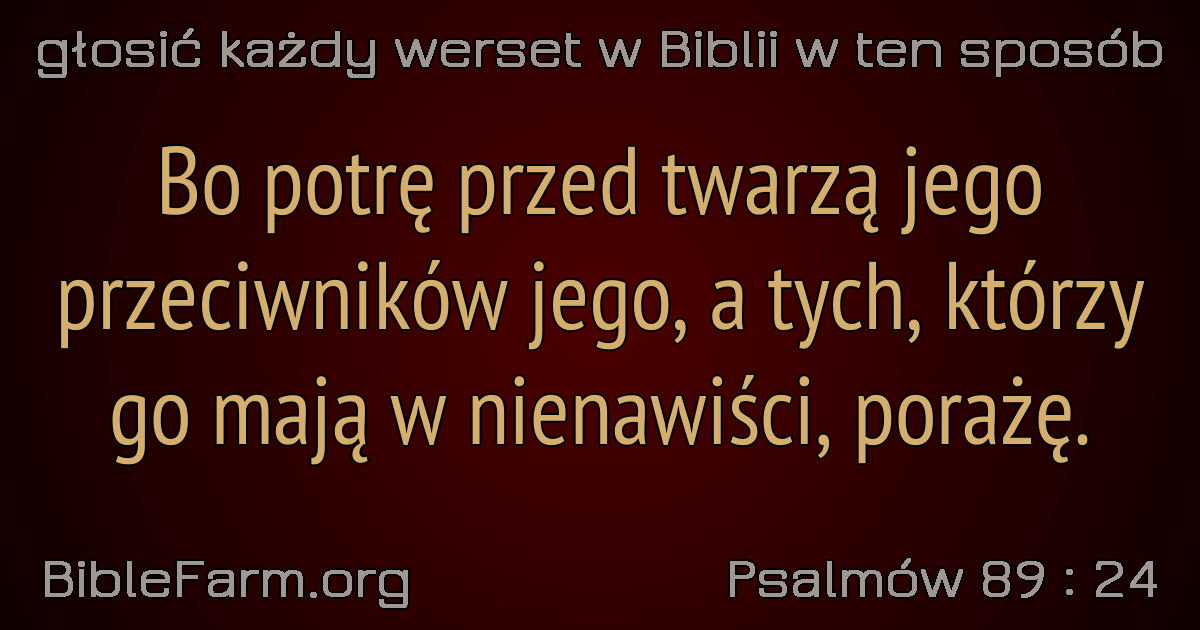 głosić każdy werset w Biblii w ten sposób
Bo potrę przed twarzą jego
przeciwników jego, a tych, którzy
go mają w nienawiści, porażę.
BibleFarm.org
Psalmów 89 : 24